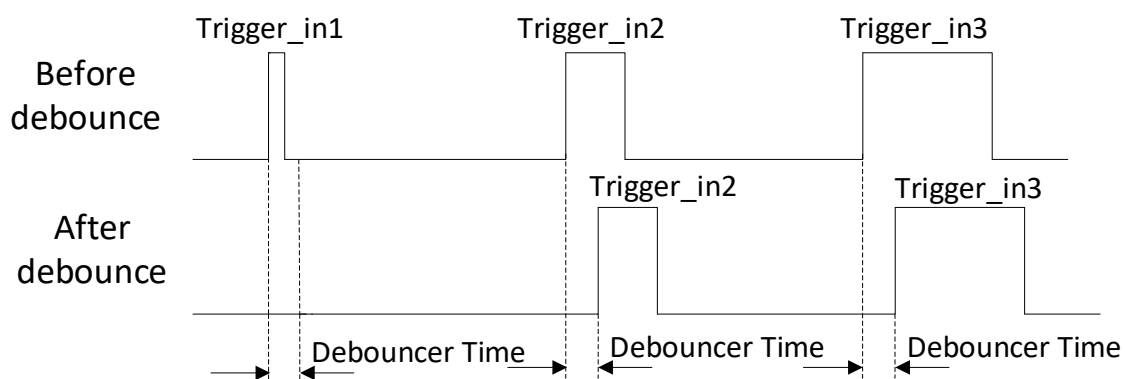 Trigger_in1
Trigger_in2
Trigger_in3
Before
debounce
Trigger_in2
Trigger_in3
After
debounce
Debouncer Time
Debouncer Time
Debouncer Time